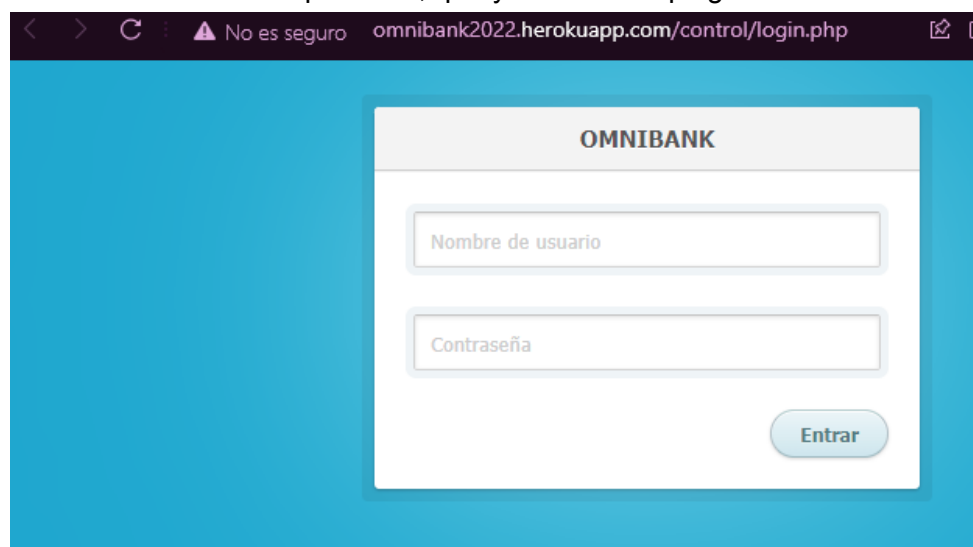 No es seguro omnibank2022.herokuapp.com/control/login.php
OMNIBANK
Nombre de usuario
Contraseña
Entrar